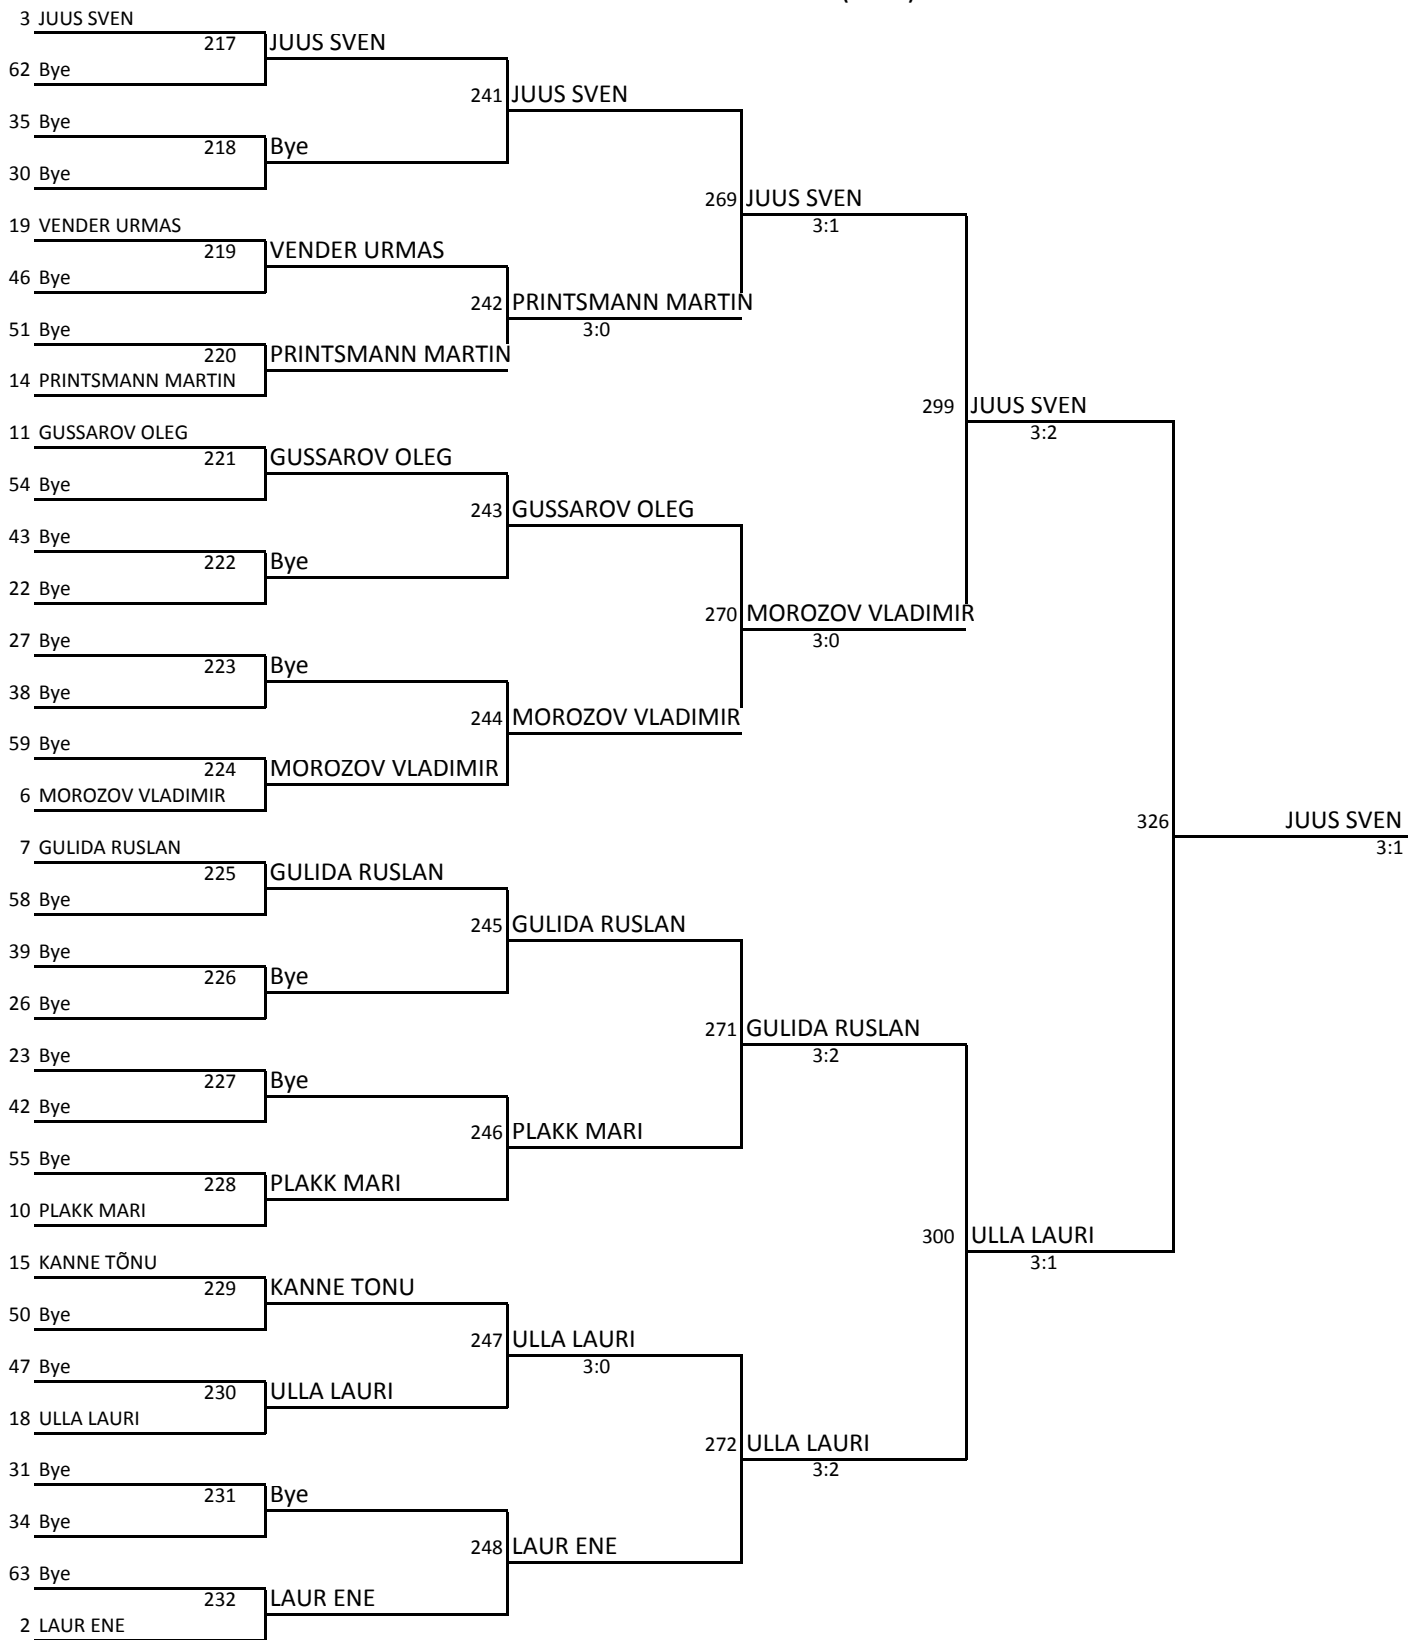 3 JUUS SVEN
217 JUUS SVEN
62 Bye
241 JUUS SVEN
35 Bye
218 Bye
30 Bye
269 JUUS SVEN
3:1
19 VENDER URMAS
219 VENDER URMAS
46 Bye
242 PRINTSMANN MARTIN
3:0
51 Bye
220 PRINTSMANN MARTIN
14 PRINTSMANN MARTIN
299 JUUS SVEN
3:2
11 GUSSAROV OLEG
221 GUSSAROV OLEG
54 Bye
243 GUSSAROV OLEG
43 Bye
222 Bye
22 Bye
270 MOROZOV VLADIMIR
3:0
27 Bye
223 Bye
38 Bye
244 MOROZOV VLADIMIR
59 Bye
224 MOROZOV VLADIMIR
6 MOROZOV VLADIMIR
326 JUUS SVEN
3:1
7 GULIDA RUSLAN
225 GULIDA RUSLAN
58 Bye
245 GULIDA RUSLAN
39 Bye
226 Bye
26 Bye
271 GULIDA RUSLAN
3:2
23 Bye
227 Bye
42 Bye
246 PLAKK MARI
55 Bye
228 PLAKK MARI
10 PLAKK MARI
300 ULLA LAURI
3:1
15 KANNE TÕNU
229 KANNE TONU
50 Bye
247 ULLA LAURI
3:0
47 Bye
230 ULLA LAURI
18 ULLA LAURI
272 ULLA LAURI
3:2
31 Bye
231 Bye
34 Bye
248 LAUR ENE
63 Bye
232 LAUR ENE
2 LAUR ENE